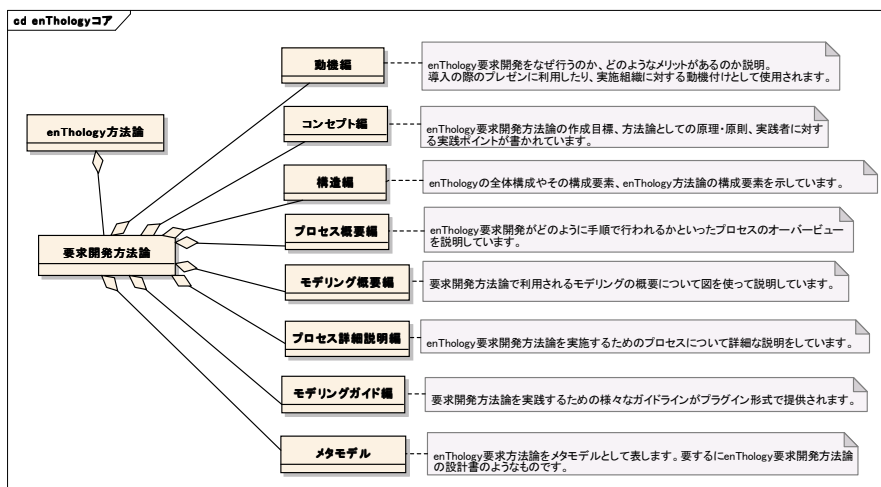 cd enThologyコア
動機編
enThology要求開発をなぜ行うのか、どのようなメリットがあるのか説明。
導入の際のプレゼンに利用したり、実施組織に対する動機付けとして使用されます。
enThology方法論
コンセプト編
enThology要求開発方法論の作成目標、方法論としての原理・原則、実践者に対す
る実践ポイントが書かれています。
構造編
enThologyの全体構成やその構成要素、enThology方法論の構成要素を示しています。
要求開発方法論
プロセス概要編
enThology要求開発がどのように手順で行われるかといったプロセスのオーバービュー
を説明しています。
モデリング概要編
要求開発方法論で利用されるモデリングの概要について図を使って説明しています。
プロセス詳細説明編
enThology要求開発方法論を実施するためのプロセスについて詳細な説明をしています。
モデリングガイド編
要求開発方法論を実践するための様々なガイドラインがプラグイン形式で提供されます。
メタモデル
enThology要求方法論をメタモデルとして表します。要するにenThology要求開発方法論
の設計書のようなものです。